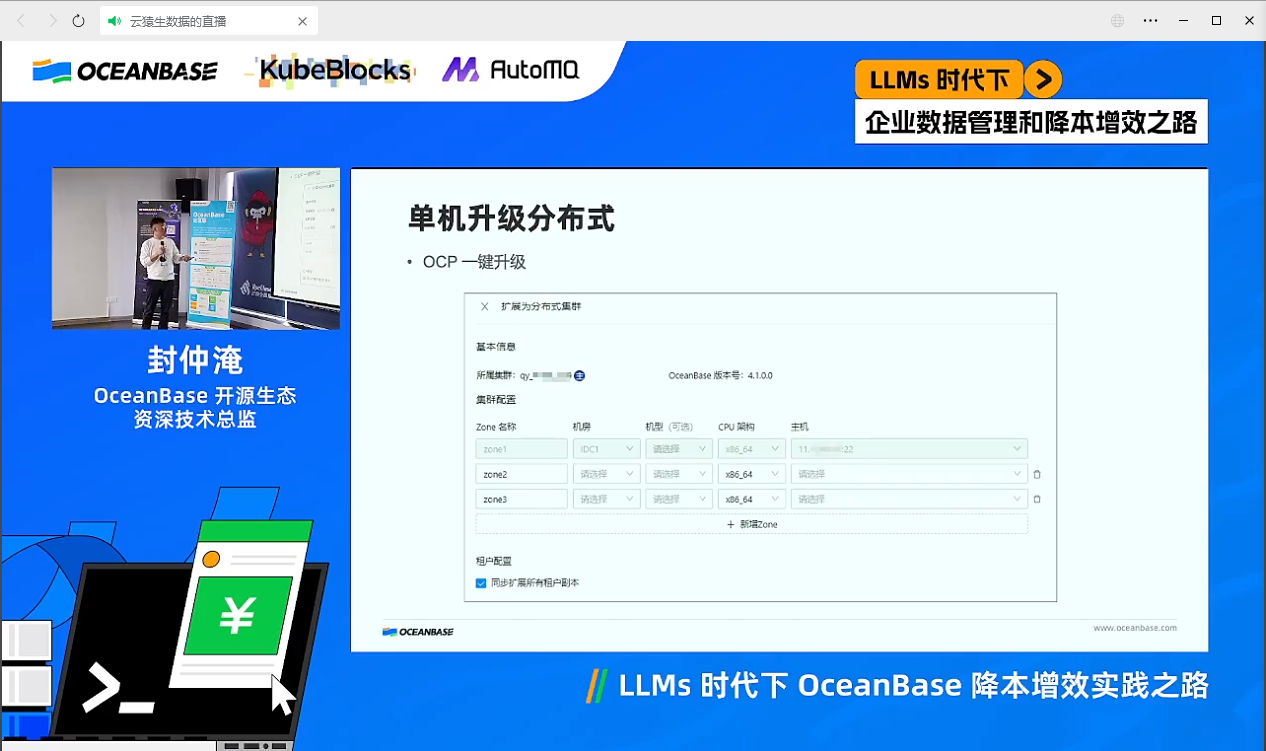 云猿生数据的直播
OCEANBASE KubeBlocks AutoMQ
LLMs 时代下 >
企业数据管理和降本增效之路
封仲淹
OceanBase 开源生态
资深技术总监
单机升级分布式
• OCP 一键升级
× 扩展为分布式集群
基本信息
所属集群: qy_ 主 OceanBase 版本号: 4.1.0.0
集群配置
Zone 名称 机房 机型（可选） CPU 架构 主机
zone1 IDC1 请选择 x86_64 11. :22
zone2 请选择 请选择 x86_64 请选择
zone3 请选择 请选择 x86_64 请选择
+ 新增Zone
租户配置
同步扩展所有租户副本
OCEANBASE
www.oceanbase.com
¥
>_
// LLMs 时代下 OceanBase 降本增效实践之路